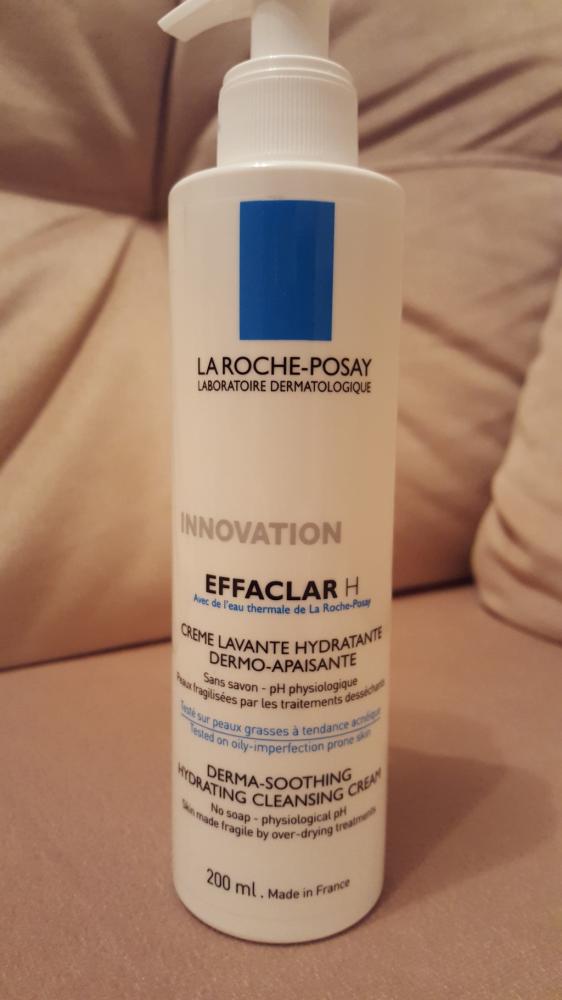 LA ROCHE-POSAY
LABORATOIRE DERMATOLOGIQUE
INNOVATION
EFFACLAR H
Avec de l'eau thermale de La Roche-Posay
CREME LAVANTE HYDRATANTE
DERMO-APAISANTE
Sans savon - pH physiologique
Peaux fragilisées par les traitements desséchants
Testé sur peaux grasses à tendance acnéique
Tested on oily-imperfection prone skin
DERMA-SOOTHING
HYDRATING CLEANSING CREAM
No soap - physiological pH
Skin made fragile by over-drying treatments
200 ml . Made in France